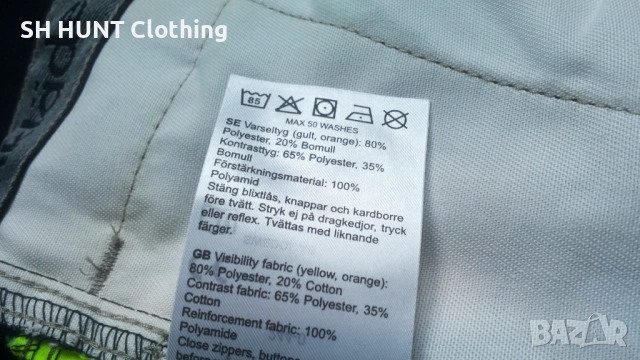 SH HUNT Clothing
85
MAX 50 WASHES
SE Varseltyg (gult, orange): 80%
Polyester, 20% Bomull
Kontrasttyg: 65% Polyester, 35%
Bomull
Förstärkningsmaterial: 100%
Polyamid
Stäng blixtlås, knappar och kardborre
före tvätt. Stryk ej på dragkedjor, tryck
eller reflex. Tvättas med liknande
färger.
GB Visibility fabric (yellow, orange):
80% Polyester, 20% Cotton
Contrast fabric: 65% Polyester, 35%
Cotton
Reinforcement fabric: 100%
Polyamide
Close zippers, buttons
BAZAR